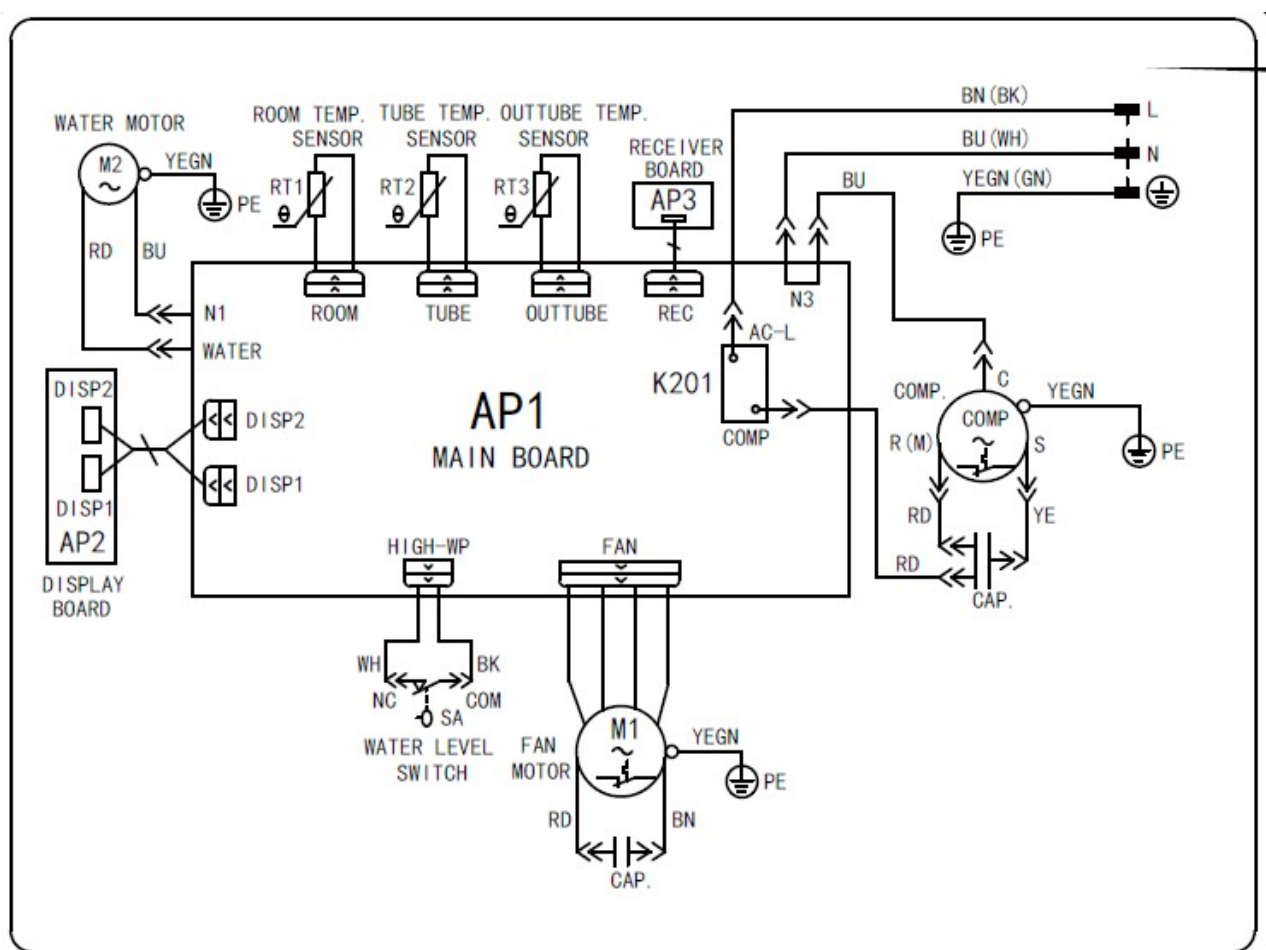 WATER MOTOR
M2
YEGN
PE
RD
BU
ROOM TEMP.
SENSOR
RT1
θ
TUBE TEMP.
SENSOR
RT2
θ
OUTTUBE TEMP.
SENSOR
RT3
θ
RECEIVER
BOARD
AP3
BN(BK)
L
BU(WH)
N
YEGN(GN)
PE
BU
N1
WATER
ROOM
TUBE
OUTTUBE
REC
N3
AC-L
K201
COMP
AP1
MAIN BOARD
DISP2
DISP1
AP2
DISPLAY
BOARD
DISP2
DISP1
COMP.
C
COMP
YEGN
PE
R(M)
S
RD
YE
RD
CAP.
HIGH-WP
FAN
WH
BK
NC
COM
SA
WATER LEVEL
SWITCH
FAN
MOTOR
M1
YEGN
PE
RD
BN
CAP.